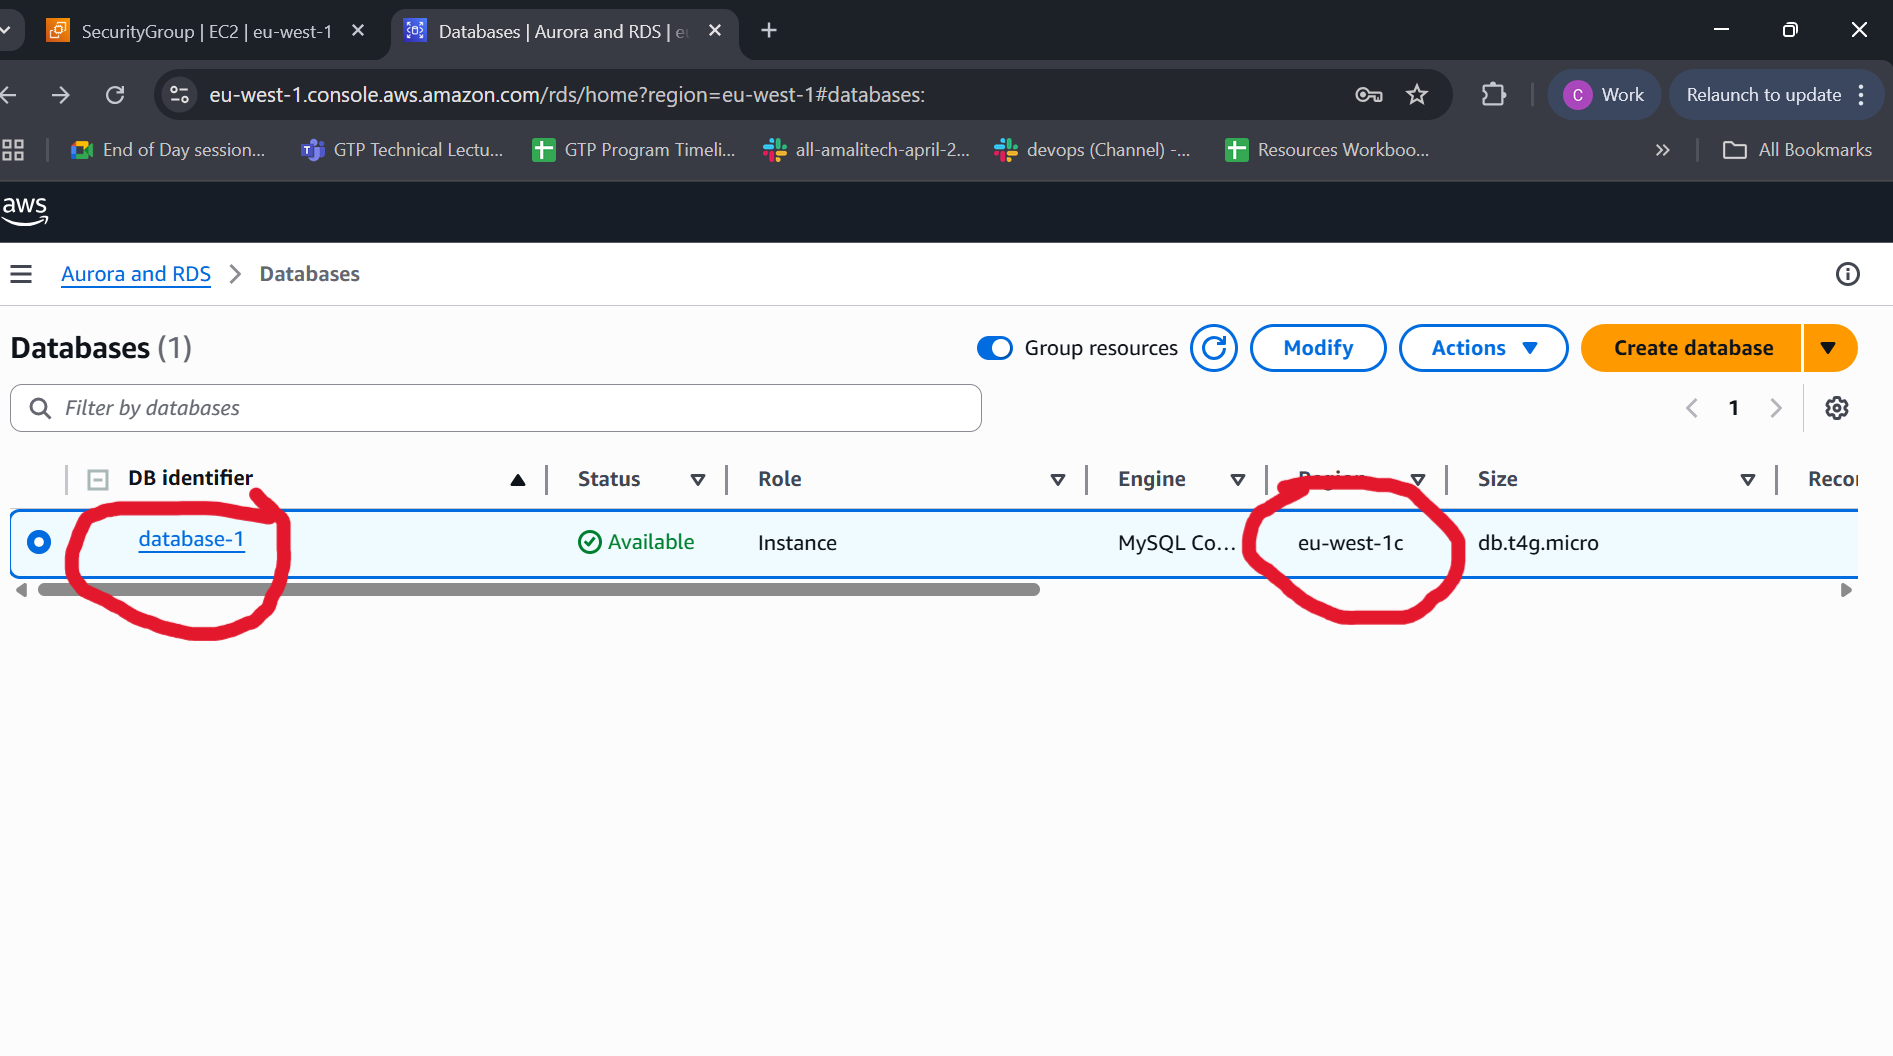 SecurityGroup | EC2 | eu-west-1
Databases | Aurora and RDS | eu
eu-west-1.console.aws.amazon.com/rds/home?region=eu-west-1#databases:
C Work
Relaunch to update
End of Day session...
GTP Technical Lectu...
GTP Program Timeli...
all-amalitech-april-2...
devops (Channel) -...
Resources Workboo...
All Bookmarks
aws
Aurora and RDS > Databases
Databases (1)
Group resources
Modify
Actions
Create database
Filter by databases
1
DB identifier Status Role Engine Region Size Recor
database-1 Available Instance MySQL Co... eu-west-1c db.t4g.micro